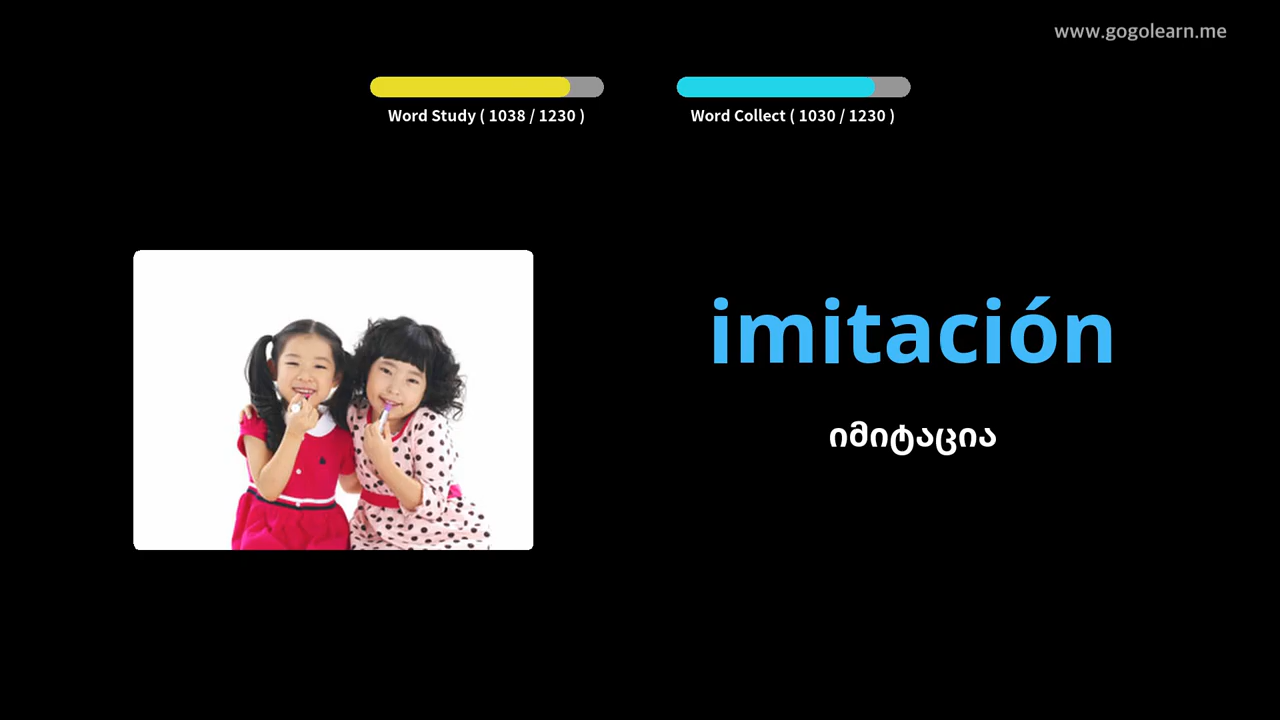 www.gogolearn.me
Word Study ( 1038 / 1230 )
Word Collect ( 1030 / 1230 )
imitación
იმიტაცია